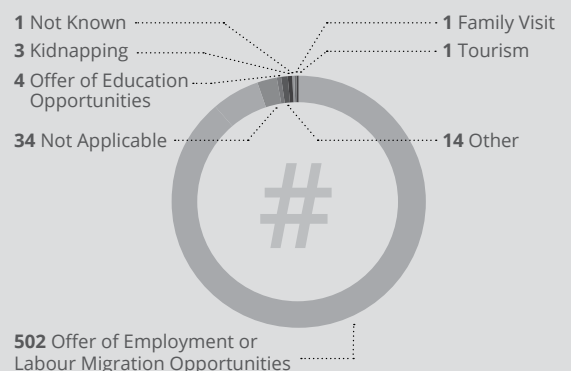 1 Not Known
3 Kidnapping
4 Offer of Education
Opportunities
34 Not Applicable
1 Family Visit
1 Tourism
14 Other
#
502 Offer of Employment or
Labour Migration Opportunities